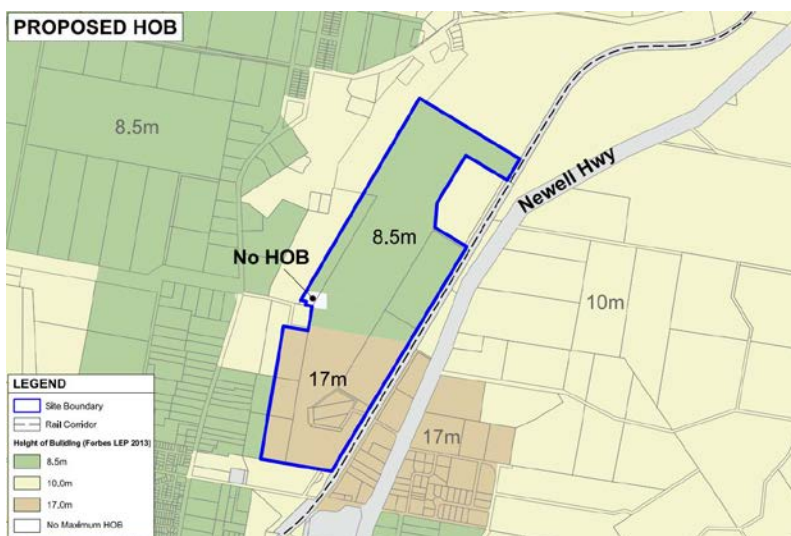 PROPOSED HOB
8.5m
Newell Hwy
8.5m
No HOB
10m
17m
17m
LEGEND
Site Boundary
Rail Corridor
Height of Building (Forbes LEP 2013)
8.5m
10.0m
17.0m
No Maximum HOB